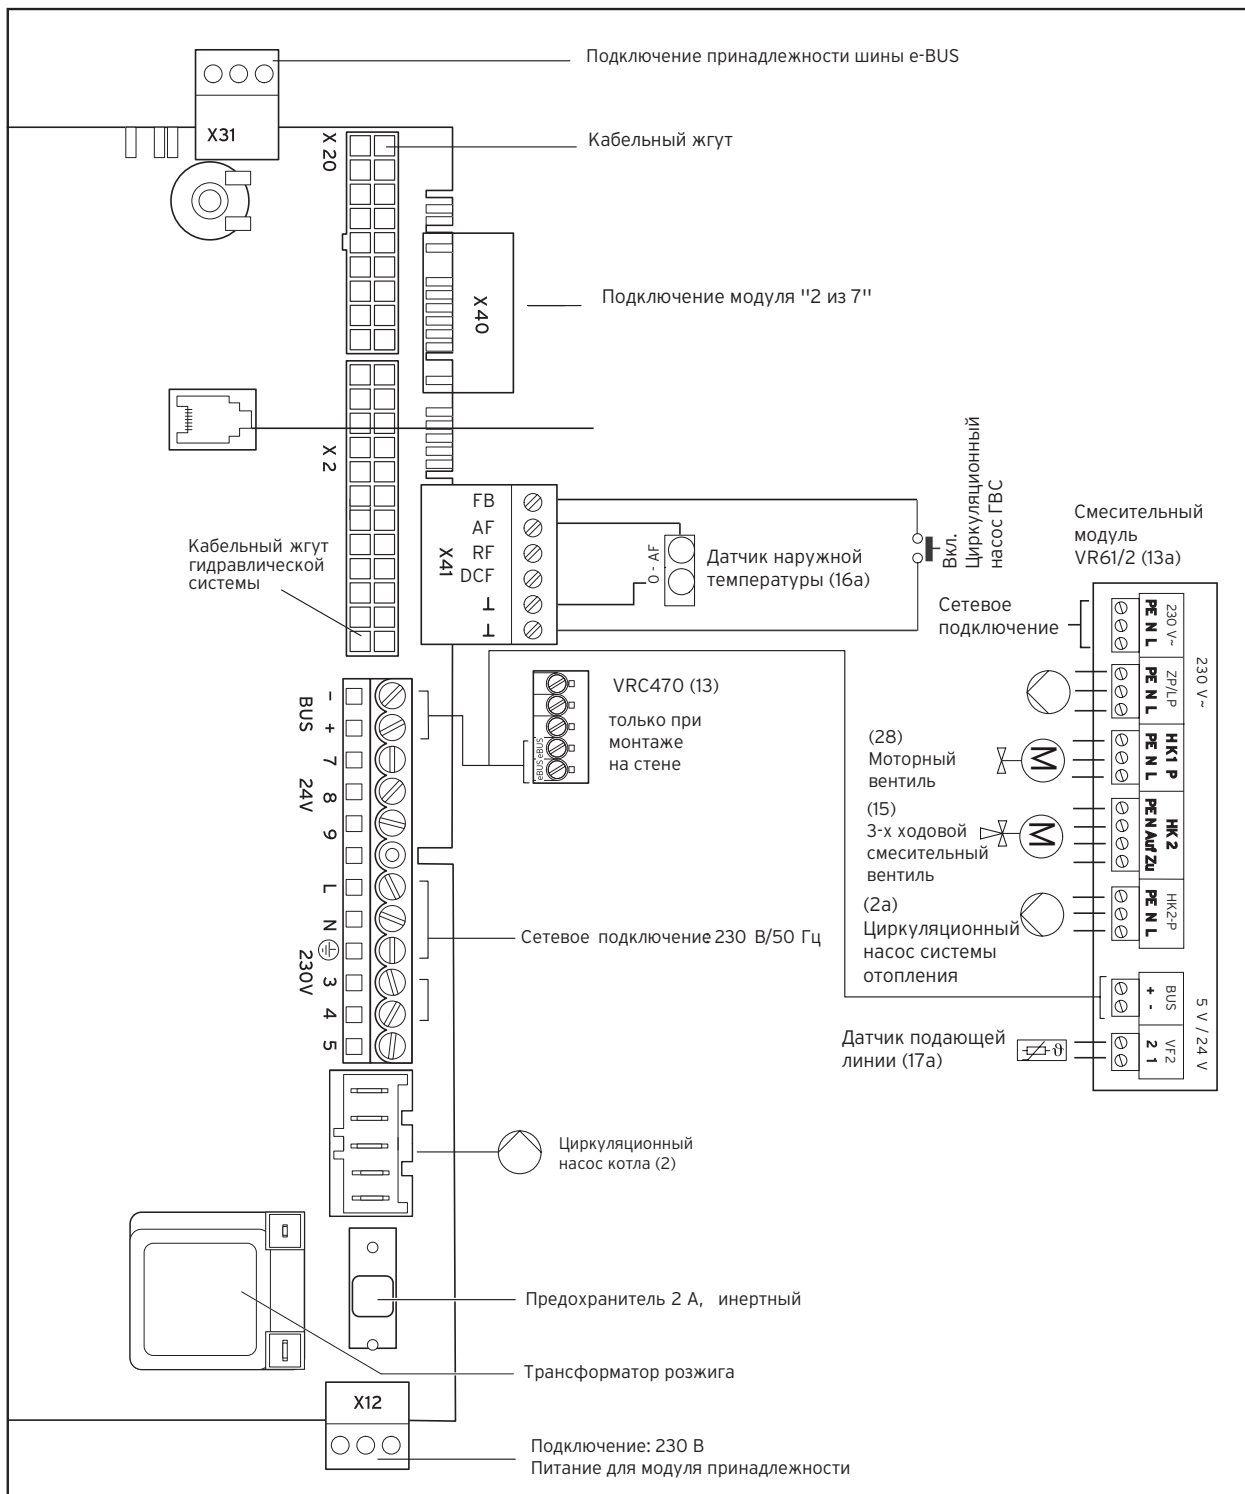 Подключение принадлежности шины e-BUS
X31
X 20
Кабельный жгут
X40
Подключение модуля "2 из 7"
X 2
Кабельный жгут
гидравлической
системы
X41
FB
AF
RF
DCF
⊥
⊥
0 - AF
Датчик наружной
температуры (16a)
Вкл.
Циркуляционный
насос ГВС
Смесительный
модуль
VR61/2 (13a)
Сетевое
подключение
PE N L
230 V~
230 V~
PE N L
ZP/LP
(28)
Моторный
вентиль
M
PE N L
HK1 P
(15)
3-х ходовой
смесительный
вентиль
M
PE N Auf Zu
HK 2
(2a)
Циркуляционный
насос системы
отопления
PE N L
HK2-P
+ -
BUS
5 V / 24 V
Датчик подающей
линии (17a)
ϑ
2 1
VF2
VRC470 (13)
только при
монтаже
на стене
eBUS eBUS
- +
BUS
7 8 9
24V
L N
230V
3 4 5
Сетевое подключение: 230 В/50 Гц
Циркуляционный
насос котла (2)
Предохранитель 2 А, инертный
Трансформатор розжига
X12
Подключение: 230 В
Питание для модуля принадлежности